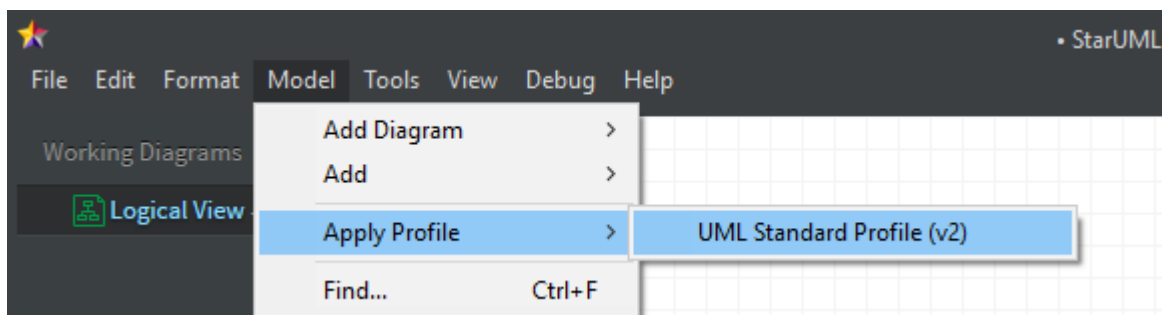 • StarUML
File Edit Format Model Tools View Debug Help
Working Diagrams
Logical View
Add Diagram >
Add >
Apply Profile >
UML Standard Profile (v2)
Find... Ctrl+F